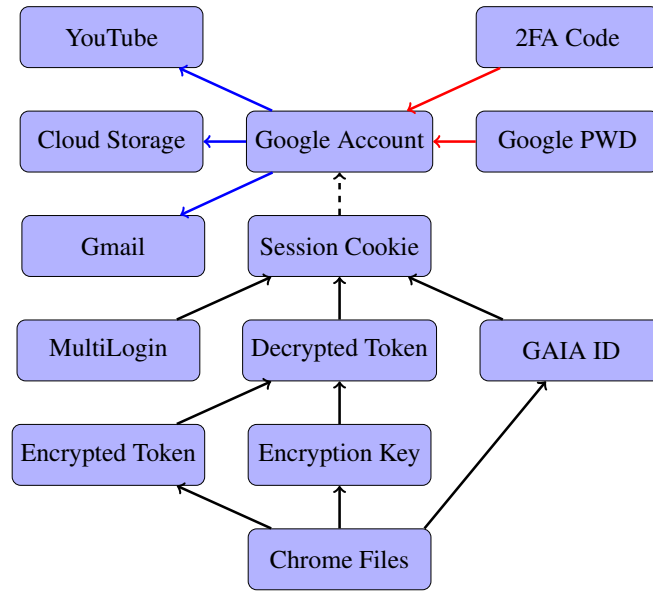 YouTube
2FA Code
Cloud Storage
Google Account
Google PWD
Gmail
Session Cookie
MultiLogin
Decrypted Token
GAIA ID
Encrypted Token
Encryption Key
Chrome Files